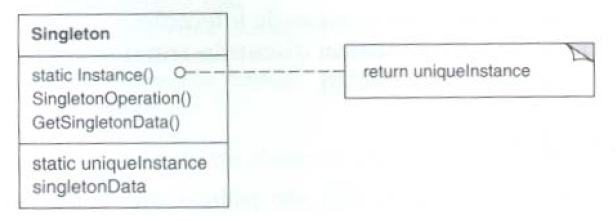 Singleton
static Instance()
return uniqueInstance
SingletonOperation()
GetSingletonData()
static uniqueInstance
singletonData